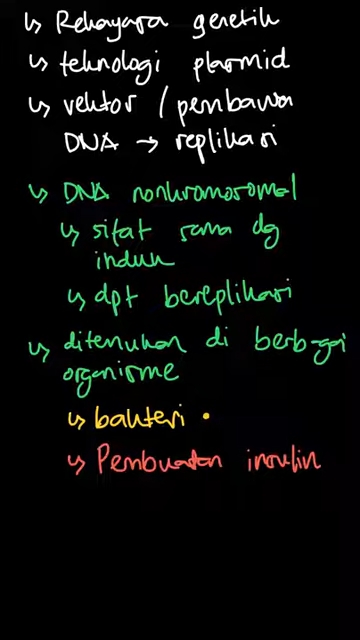 ↳ Rekayasa genetik
↳ teknologi plasmid
↳ vektor / pembawa
DNA → replikasi
↳ DNA nonkromosomal
↳ sifat sama dg
induk
↳ dpt bereplikasi
↳ ditemukan di berbagai
organisme
↳ bakteri •
↳ Pembuatan insulin